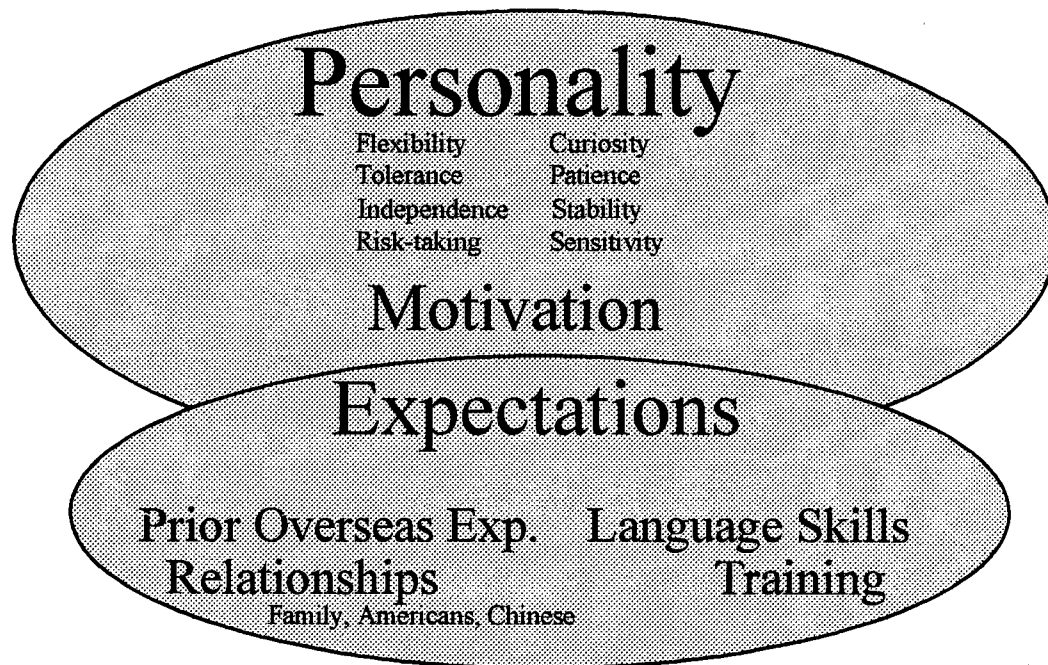 Personality
Flexibility Curiosity
Tolerance Patience
Independence Stability
Risk-taking Sensitivity
Motivation
Expectations
Prior Overseas Exp. Language Skills
Relationships Training
Family, Americans, Chinese